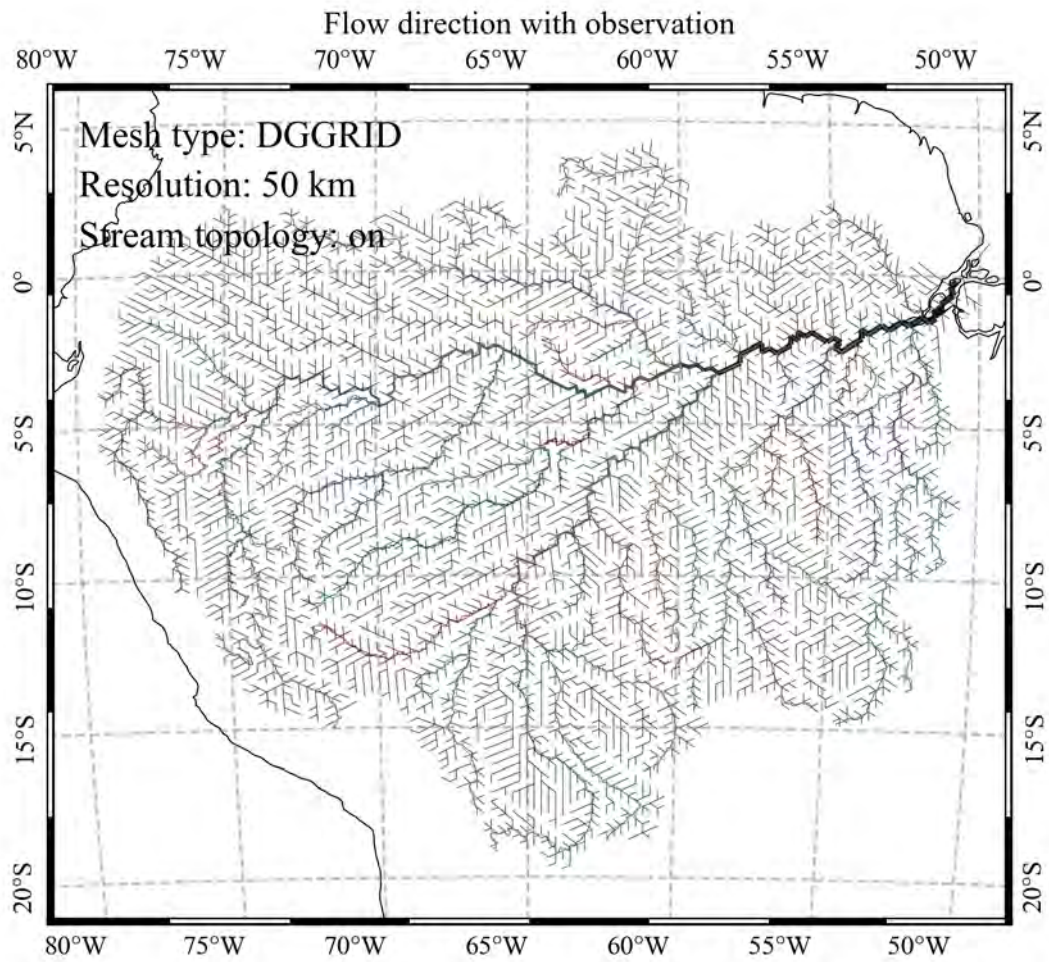 Flow direction with observation
80°W 75°W 70°W 65°W 60°W 55°W 50°W
Mesh type: DGGRID
Resolution: 50 km
Stream topology: on
5°N 5°N
0° 0°
5°S 5°S
10°S 10°S
15°S 15°S
20°S 20°S
80°W 75°W 70°W 65°W 60°W 55°W 50°W